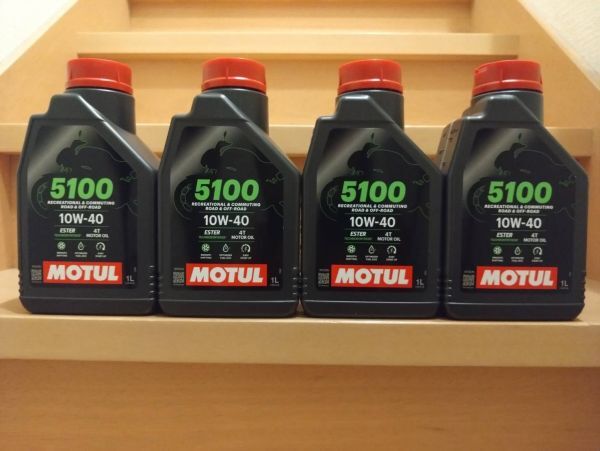 5100
RECREATIONAL & COMMUTING
ROAD & OFF-ROAD
10W-40
ESTER
4T
MOTOR OIL
MOTUL
1L
5100
RECREATIONAL & COMMUTING
ROAD & OFF-ROAD
10W-40
ESTER
4T
MOTOR OIL
MOTUL
1L
5100
RECREATIONAL & COMMUTING
ROAD & OFF-ROAD
10W-40
ESTER
4T
MOTOR OIL
MOTUL
1L
5100
RECREATIONAL & COMMUTING
ROAD & OFF-ROAD
10W-40
ESTER
4T
MOTOR OIL
MOTUL
1L